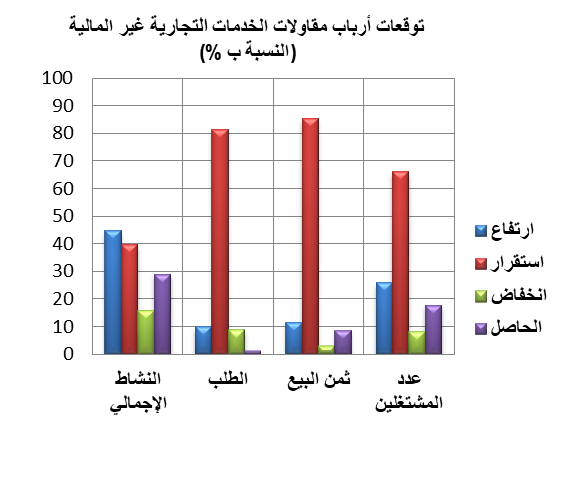 توقعات أرباب مقاولات الخدمات التجارية غير المالية
(النسبة ب %)
100
90
80
70
60
50
40
30
20
10
0
النشاط
الإجمالي
الطلب
ثمن البيع
عدد
المشتغلين
ارتفاع
استقرار
انخفاض
الحاصل